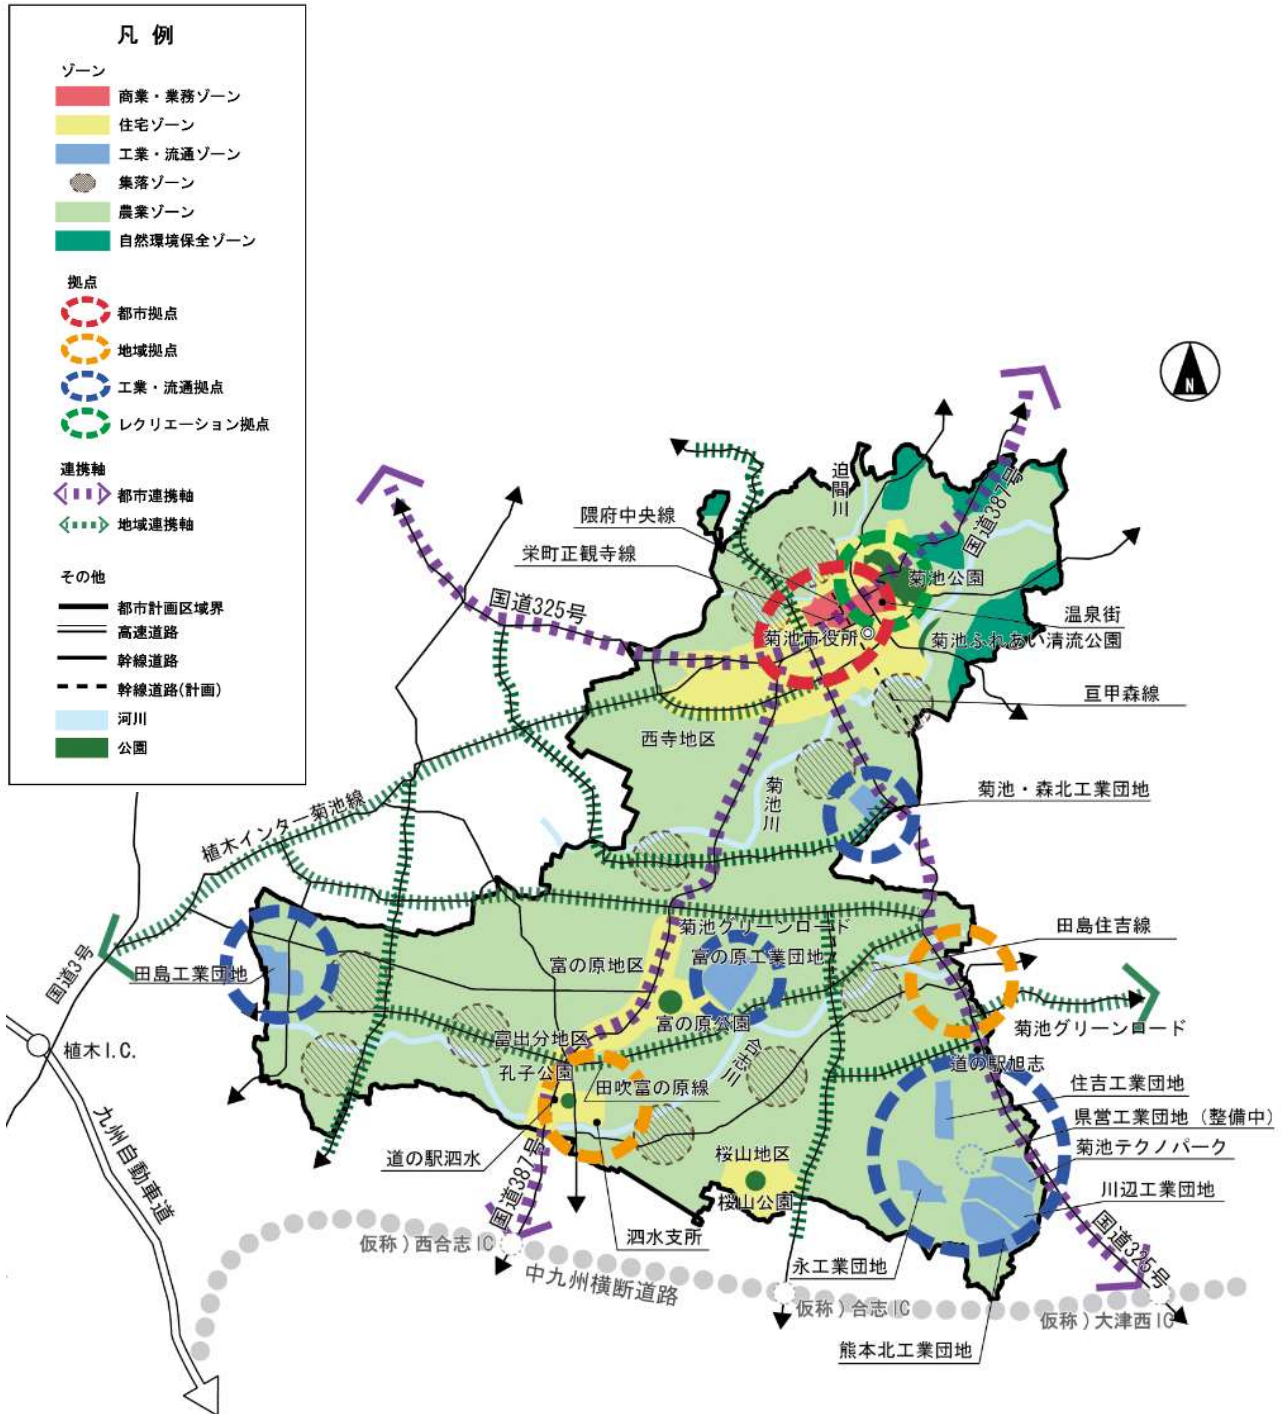 凡 例
ゾーン
商業・業務ゾーン
住宅ゾーン
工業・流通ゾーン
集落ゾーン
農業ゾーン
自然環境保全ゾーン
拠点
都市拠点
地域拠点
工業・流通拠点
レクリエーション拠点
連携軸
都市連携軸
地域連携軸
その他
都市計画区域界
高速道路
幹線道路
幹線道路(計画)
河川
公園
N
迫間川
国道387号
隈府中央線
栄町正観寺線
菊池公園
国道325号
温泉街
菊池市役所
菊池ふれあい清流公園
亘甲森線
西寺地区
菊池川
菊池・森北工業団地
植木インター菊池線
菊池グリーンロード
田島住吉線
富の原地区
富の原工業団地
田島工業団地
国道3号
富の原公園
菊池グリーンロード
植木I.C.
富出分地区
合志川
道の駅旭志
孔子公園
田吹富の原線
住吉工業団地
県営工業団地（整備中）
九州自動車道
道の駅泗水
桜山地区
菊池テクノパーク
国道387号
桜山公園
川辺工業団地
泗水支所
国道325号
仮称）西合志IC
永工業団地
中九州横断道路
仮称）合志IC
仮称）大津西IC
熊本北工業団地